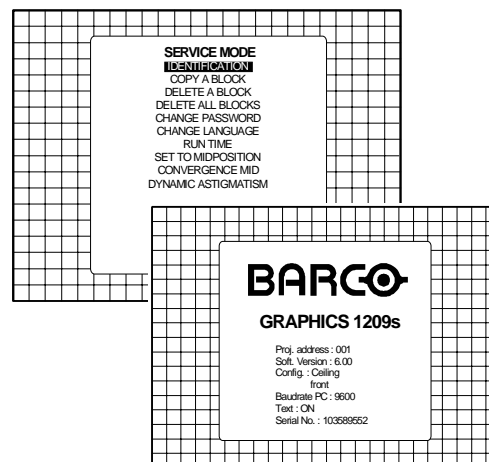 SERVICE MODE
IDENTIFICATION
COPY A BLOCK
DELETE A BLOCK
DELETE ALL BLOCKS
CHANGE PASSWORD
CHANGE LANGUAGE
RUN TIME
SET TO MIDPOSITION
CONVERGENCE MID
DYNAMIC ASTIGMATISM
BARCO
GRAPHICS 1209s
Proj. address : 001
Soft. Version : 6.00
Config. : Ceiling
front
Baudrate PC : 9600
Text : ON
Serial No. : 103589552